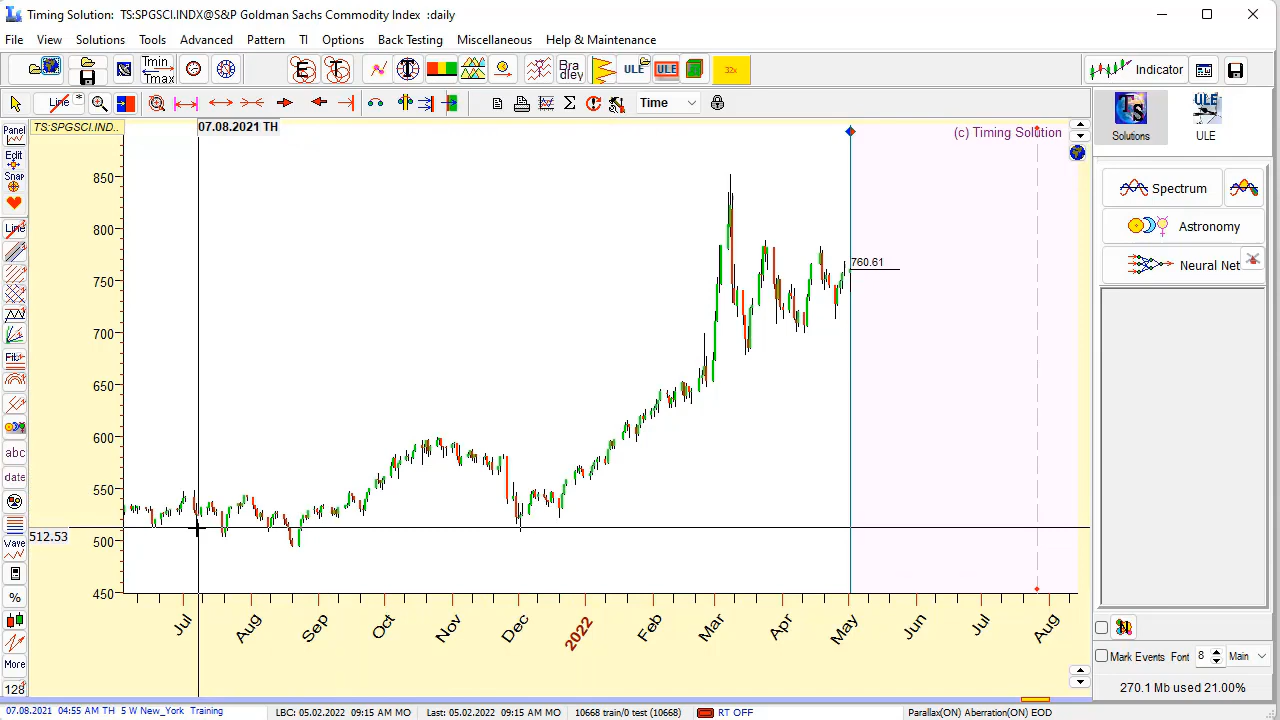 Timing Solution: TS:SPGSCI.INDX@S&P Goldman Sachs Commodity Index :daily
File View Solutions Tools Advanced Pattern TI Options Back Testing Miscellaneous Help & Maintenance
Tmin Tmax E T Bra dley ULE ULE 32x Indicator
Line Time
Panel TS:SPGSCI.IND.. 07.08.2021 TH (c) Timing Solution Solutions ULE
Edit
Snap
850
Spectrum
Line
800
Astronomy
760.61
Neural Net
750
700
Fib
650
600
abc
date
550
512.53
500
Wave
%
450
More
128
Jul Aug Sep Oct Nov Dec 2022 Feb Mar Apr May Jun Jul Aug
Mark Events Font 8 Main
270.1 Mb used 21.00%
07.08.2021 04:55 AM TH 5 W New_York Training LBC: 05.02.2022 09:15 AM MO Last: 05.02.2022 09:15 AM MO 10668 train/0 test (10668) RT OFF Parallax(ON) Aberration(ON) EOD